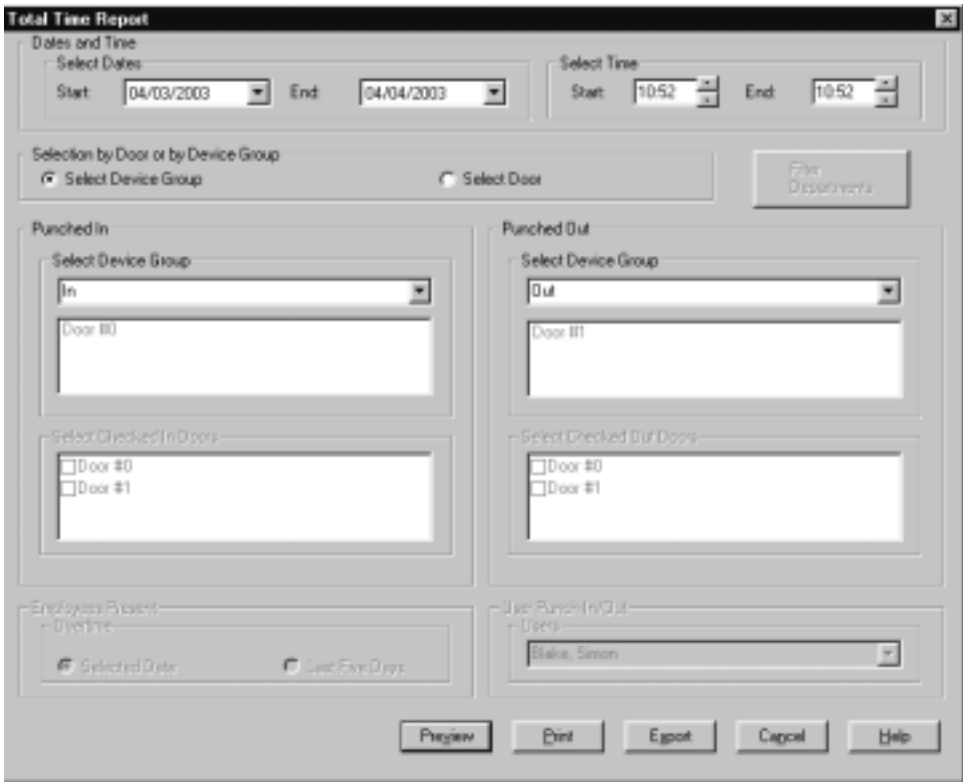 Total Time Report
Dates and Time
Select Dates
Select Time
Start: 04/03/2003 End: 04/04/2003 Start: 10:52 End: 10:52
Selection by Door or by Device Group
Select Device Group Select Door
Filter
Departments
Punched In
Punched Out
Select Device Group
Select Device Group
In
Out
Door #0
Door #1
Select Checked In Doors
Select Checked Out Doors
Door #0
Door #0
Door #1
Door #1
Employees Present
User Punch In/Out
Overtime
Users
Selected Date Last Five Days
Blake, Simon
Preview Print Export Cancel Help